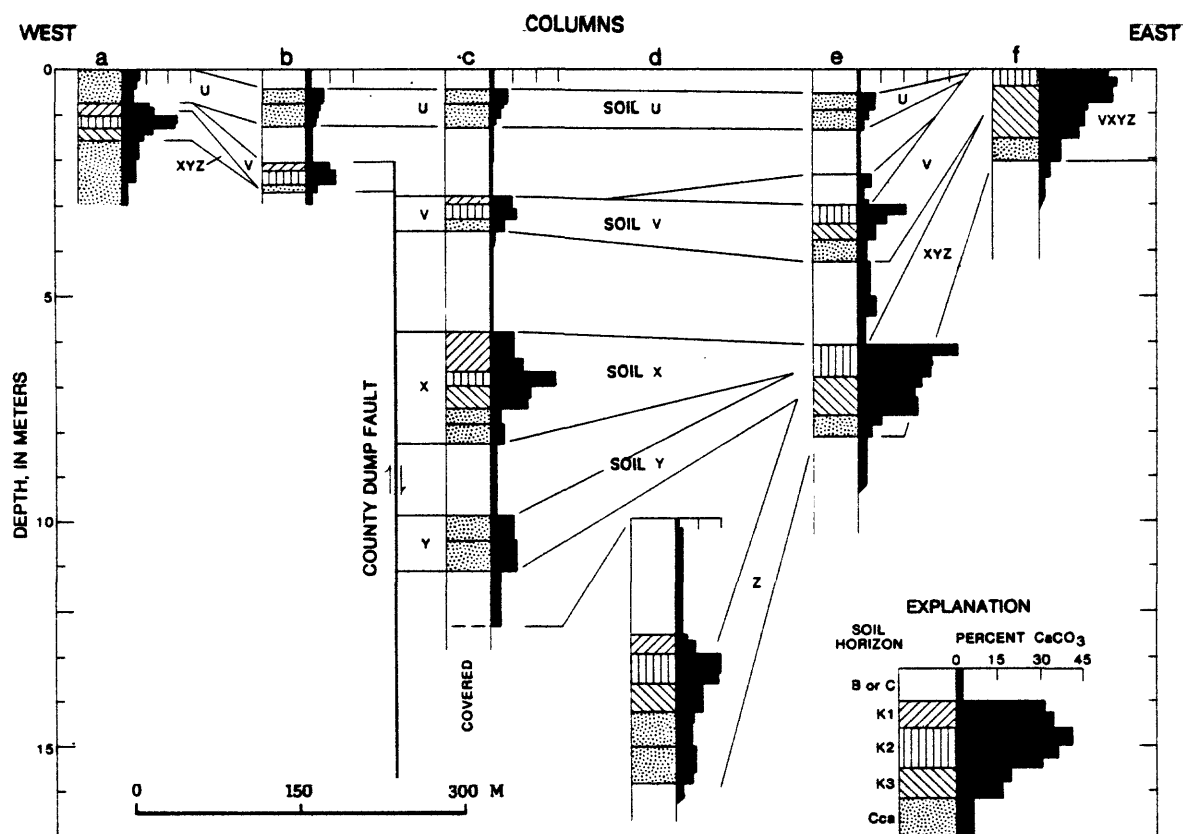 COLUMNS
WEST
EAST
a
b
c
d
e
f
0
U
U
SOIL U
U
VXYZ
XYZ
V
V
SOIL V
V
XYZ
5
X
SOIL X
SOIL Y
Y
10
Z
15
DEPTH, IN METERS
COUNTY DUMP FAULT
COVERED
0 150 300 M
EXPLANATION
SOIL HORIZON
PERCENT CaCO3
0 15 30 45
B or C
K1
K2
K3
Cca